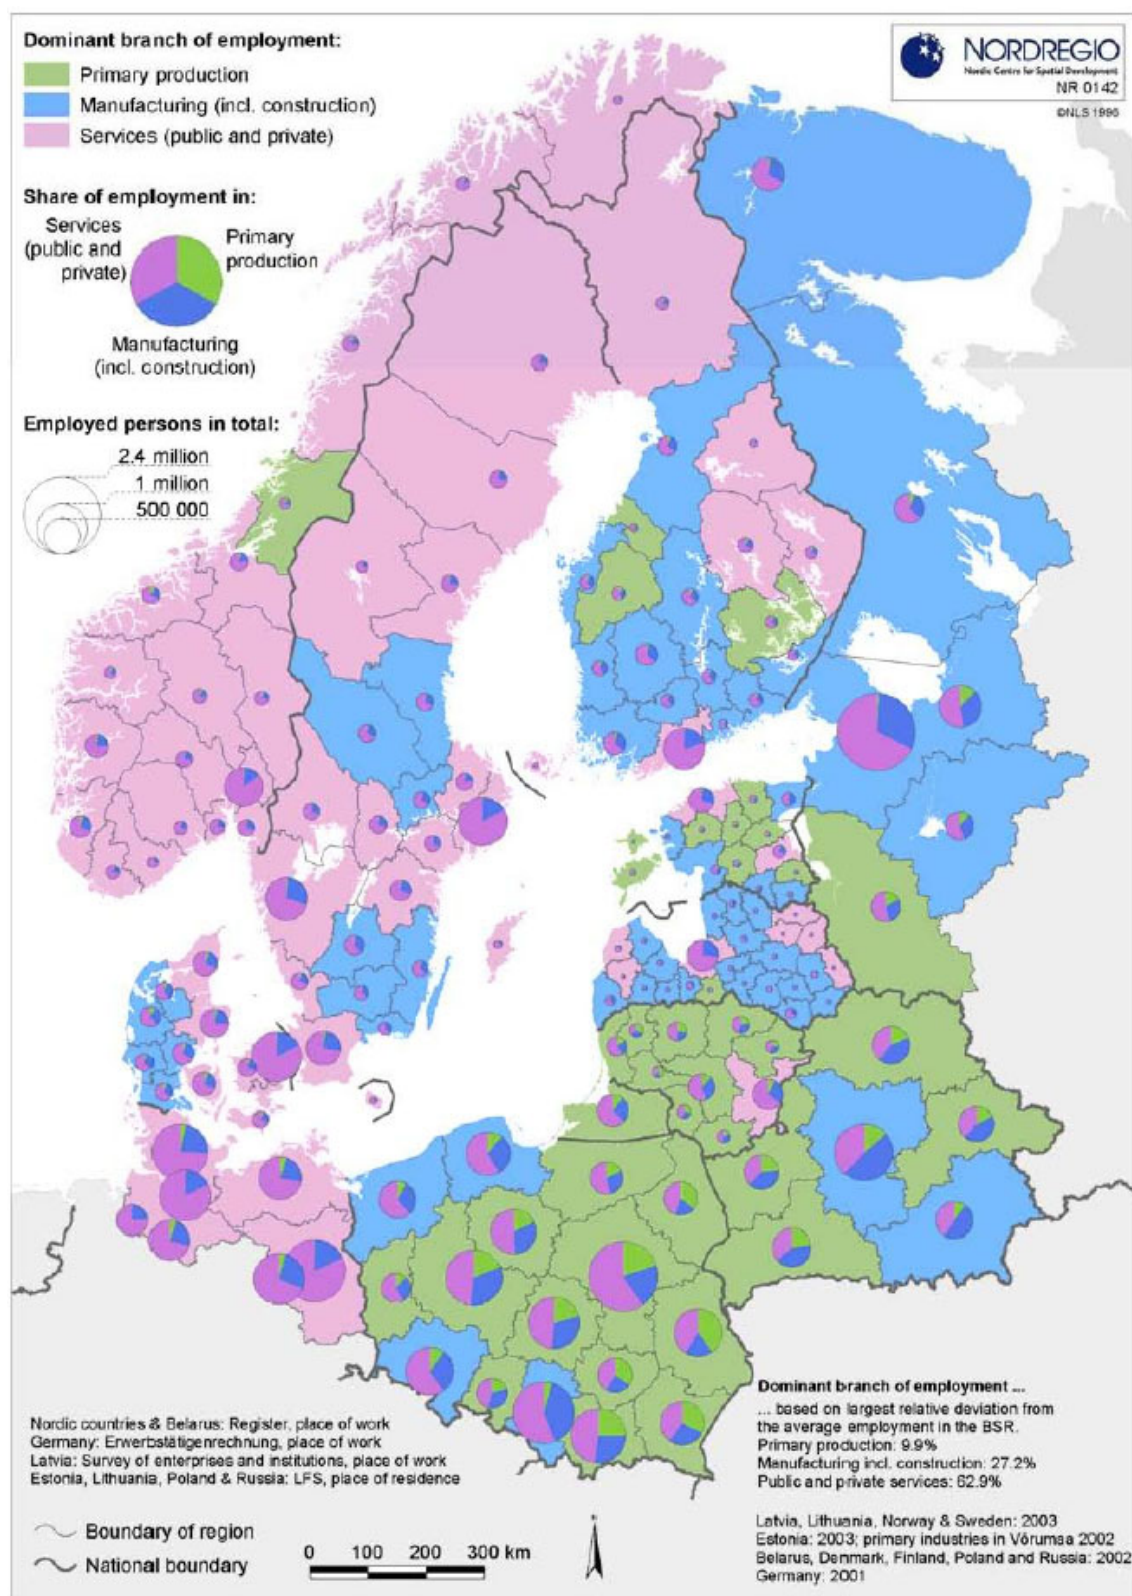 Dominant branch of employment:
Primary production
Manufacturing (incl. construction)
Services (public and private)
NORDREGIO
Nordic Centre for Spatial Development
NR 0142
©NLS 1996
Share of employment in:
Services
(public and
private)
Primary
production
Manufacturing
(incl. construction)
Employed persons in total:
2.4 million
1 million
500 000
Dominant branch of employment ...
... based on largest relative deviation from
the average employment in the BSR.
Primary production: 9.9%
Manufacturing incl. construction: 27.2%
Public and private services: 62.9%
Nordic countries & Belarus: Register, place of work
Germany: Erwerbstätigenrechnung, place of work
Latvia: Survey of enterprises and institutions, place of work
Estonia, Lithuania, Poland & Russia: LFS, place of residence
Latvia, Lithuania, Norway & Sweden: 2003
Estonia: 2003; primary industries in Võrumaa 2002
Belarus, Denmark, Finland, Poland and Russia: 2002
Germany: 2001
Boundary of region
National boundary
0 100 200 300 km